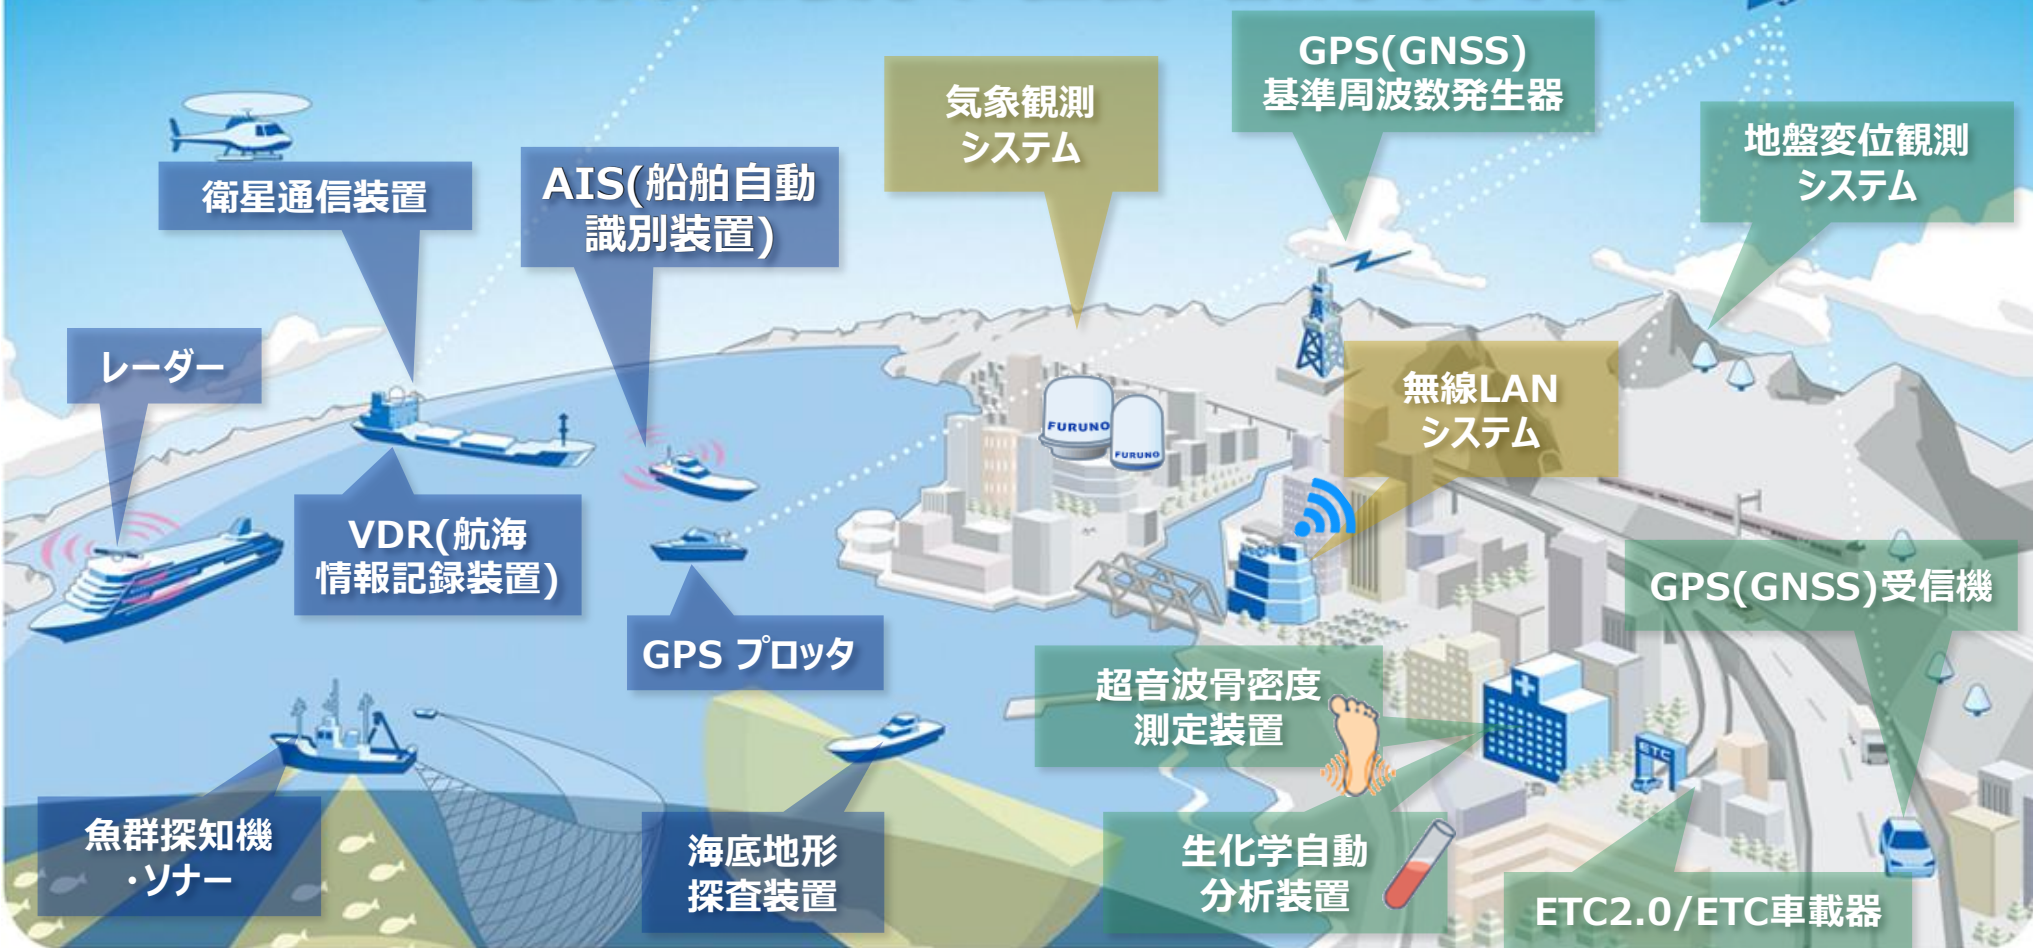 GPS(GNSS)
基準周波数発生器
気象観測
システム
地盤変位観測
システム
衛星通信装置
AIS(船舶自動
識別装置)
レーダー
無線LAN
システム
FURUNO
FURUNO
VDR(航海
情報記録装置)
GPS プロッタ
GPS(GNSS)受信機
超音波骨密度
測定装置
ETC
魚群探知機
・ソナー
海底地形
探査装置
生化学自動
分析装置
ETC2.0/ETC車載器